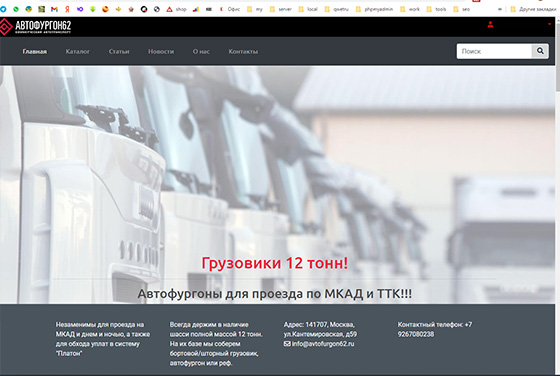 shop Офис my server local qwetru phpmyadmin work tools seo » Другие закладки
АВТОФУРГОН62
КОММЕРЧЕСКИЙ АВТОТРАНСПОРТ
Главная Каталог Статьи Новости О нас Контакты Поиск
Грузовики 12 тонн!
Автофургоны для проезда по МКАД и ТТК!!!
Незаменимы для проезда на
МКАД и днем и ночью, а также
для обхода уплат в систему
"Платон"
Всегда держим в наличие
шасси полной массой 12 тонн.
На их базе мы соберем
бортовой/шторный грузовик,
автофургон или реф.
Адрес: 141707, Москва,
ул.Кантемировская, д59
info@avtofurgon62.ru
Контактный телефон: +7
9267080238